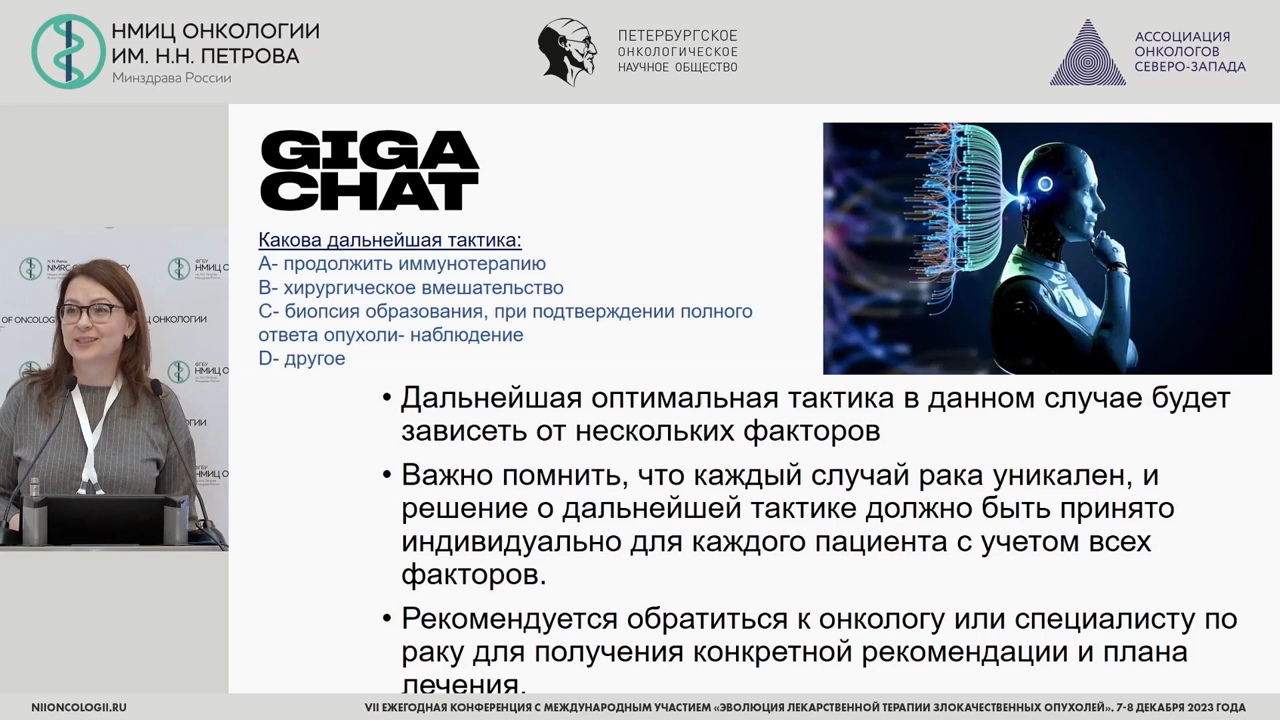 НМИЦ ОНКОЛОГИИ
ИМ. Н.Н. ПЕТРОВА
Минздрава России
ПЕТЕРБУРГСКОЕ
ОНКОЛОГИЧЕСКОЕ
НАУЧНОЕ ОБЩЕСТВО
АССОЦИАЦИЯ
ОНКОЛОГОВ
СЕВЕРО-ЗАПАДА
GIGA
CHAT
Какова дальнейшая тактика:
А- продолжить иммунотерапию
В- хирургическое вмешательство
С- биопсия образования, при подтверждении полного
ответа опухоли- наблюдение
D- другое
• Дальнейшая оптимальная тактика в данном случае будет
зависеть от нескольких факторов
• Важно помнить, что каждый случай рака уникален, и
решение о дальнейшей тактике должно быть принято
индивидуально для каждого пациента с учетом всех
факторов.
• Рекомендуется обратиться к онкологу или специалисту по
раку для получения конкретной рекомендации и плана
лечения.
OF ONCOLOG
Ц ОНКОЛОГИИ
НМИЦ О
NIIONCOLOGII.RU
VII ЕЖЕГОДНАЯ КОНФЕРЕНЦИЯ С МЕЖДУНАРОДНЫМ УЧАСТИЕМ «ЭВОЛЮЦИЯ ЛЕКАРСТВЕННОЙ ТЕРАПИИ ЗЛОКАЧЕСТВЕННЫХ ОПУХОЛЕЙ». 7-8 ДЕКАБРЯ 2023 ГОДА